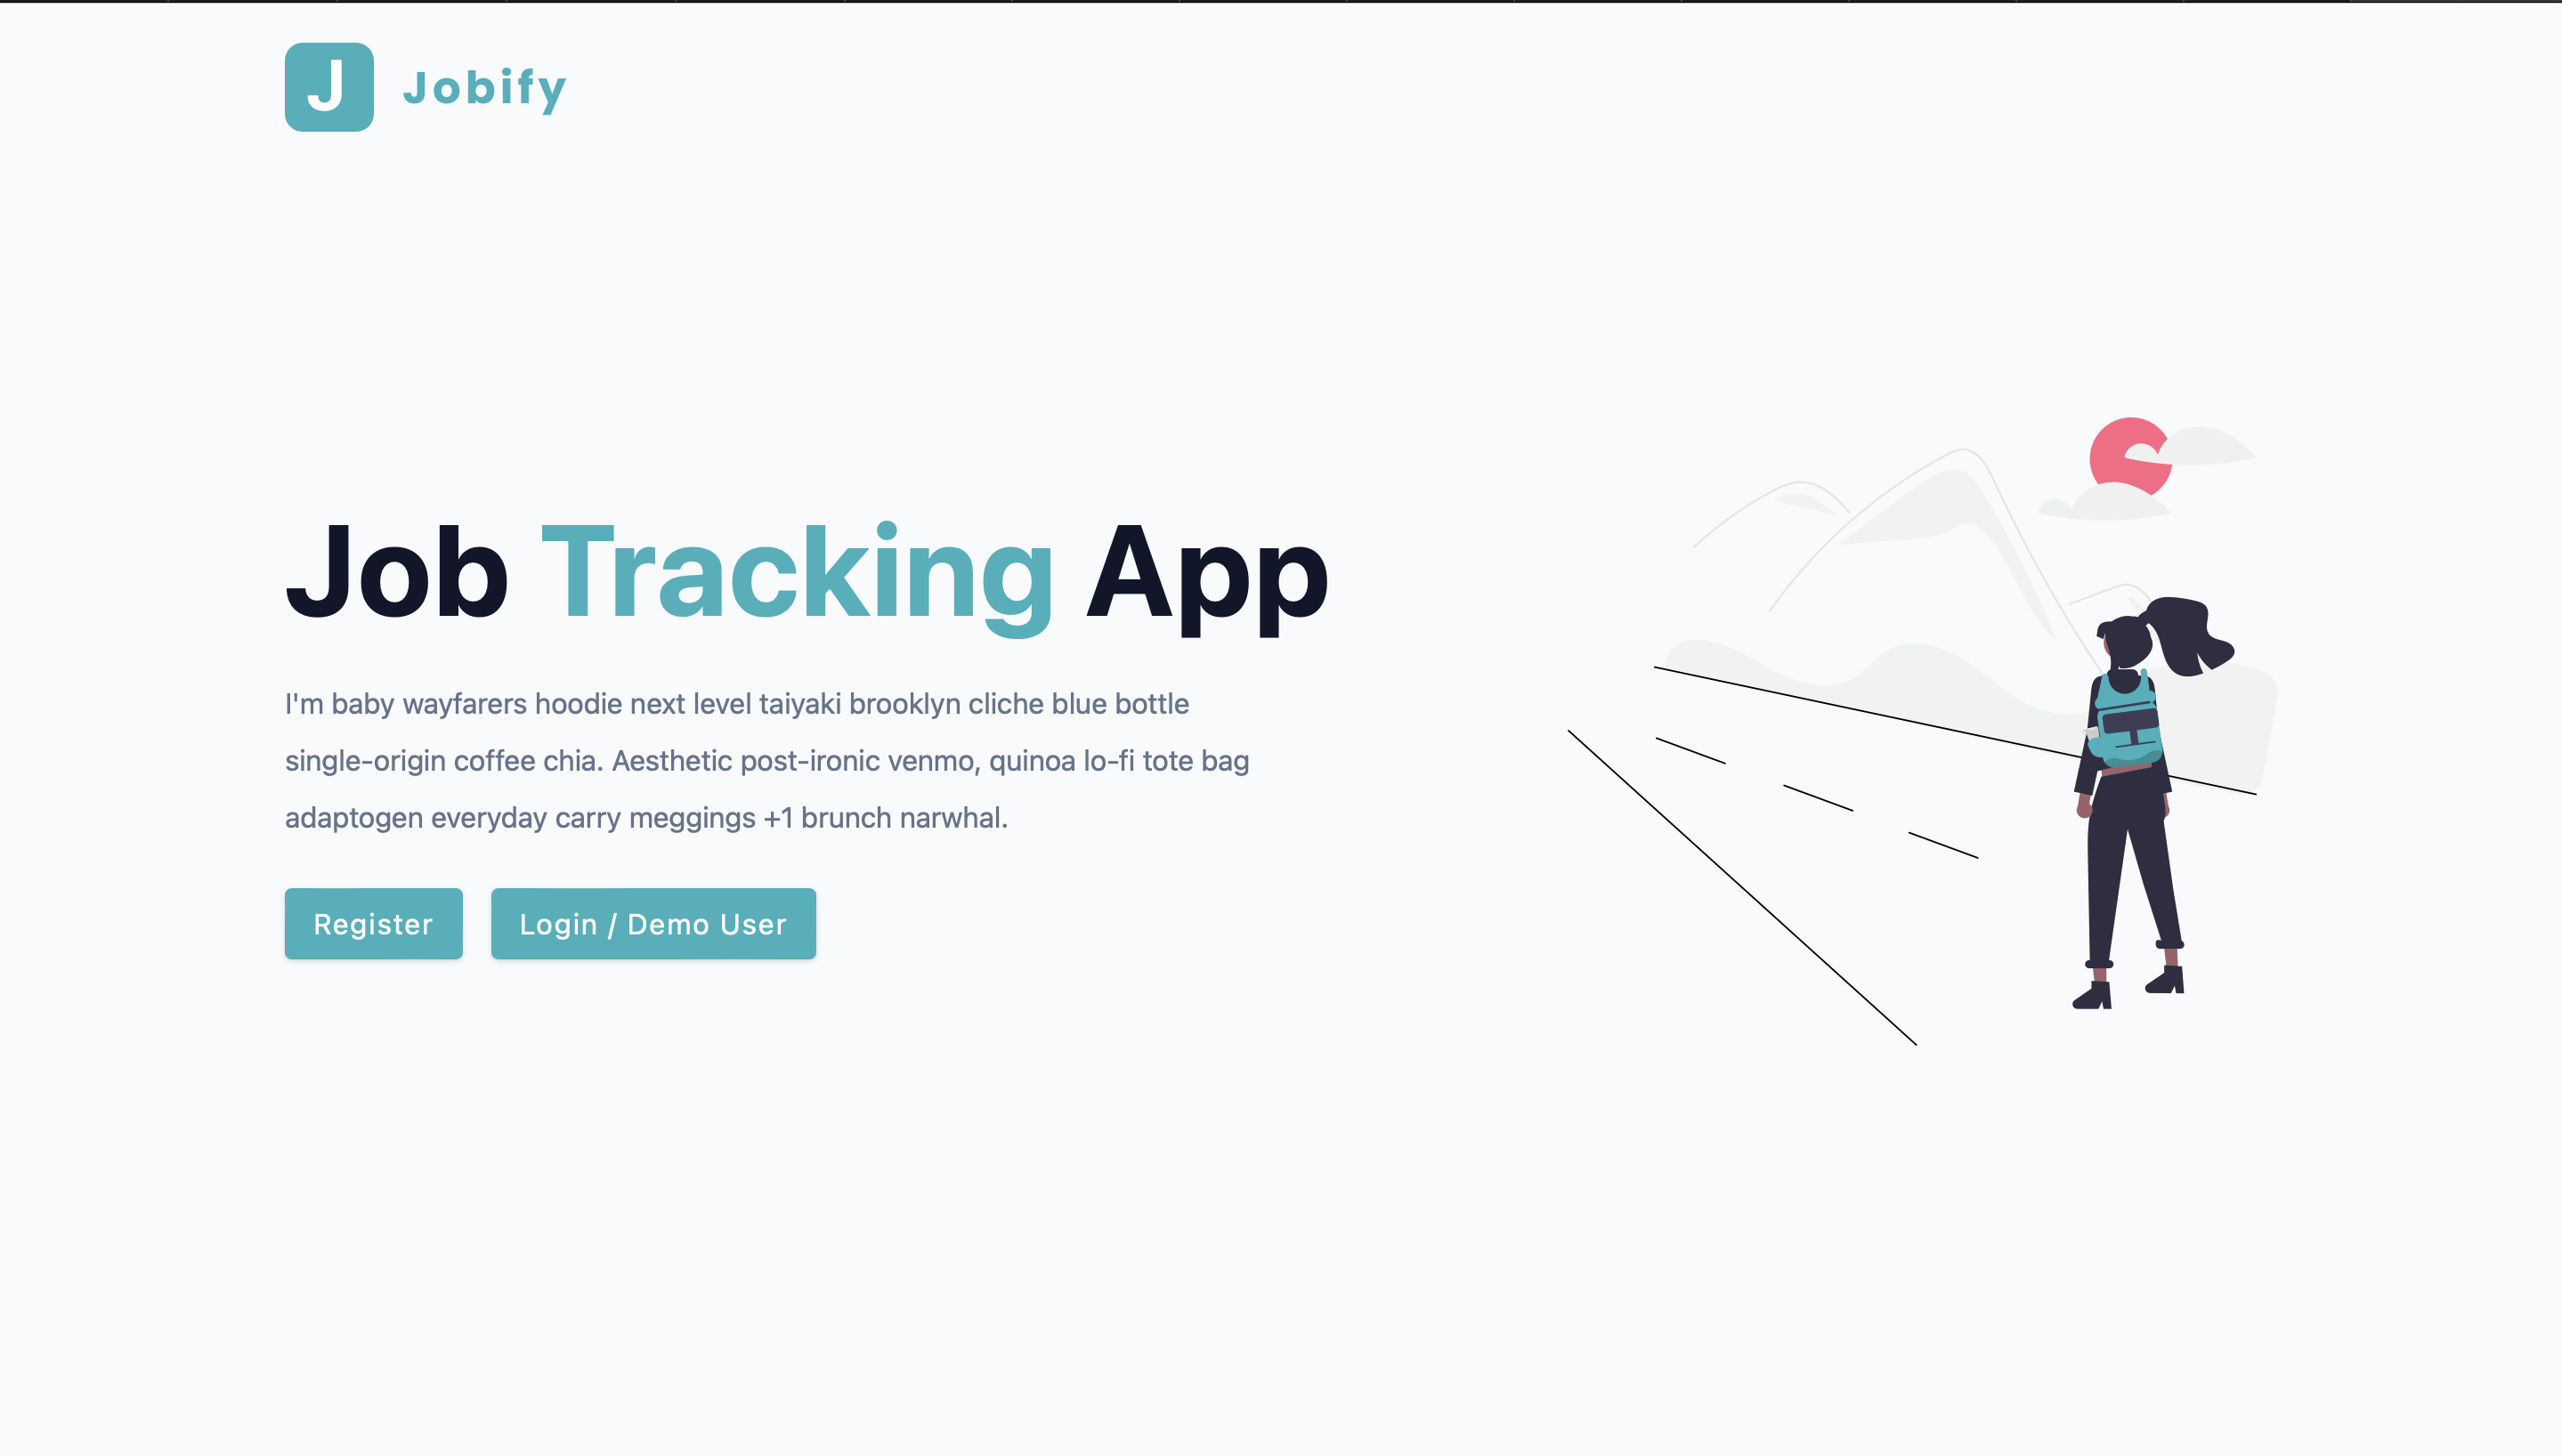 J
Jobify
Job Tracking App
I'm baby wayfarers hoodie next level taiyaki brooklyn cliche blue bottle
single-origin coffee chia. Aesthetic post-ironic venmo, quinoa lo-fi tote bag
adaptogen everyday carry meggings +1 brunch narwhal.
Register
Login / Demo User